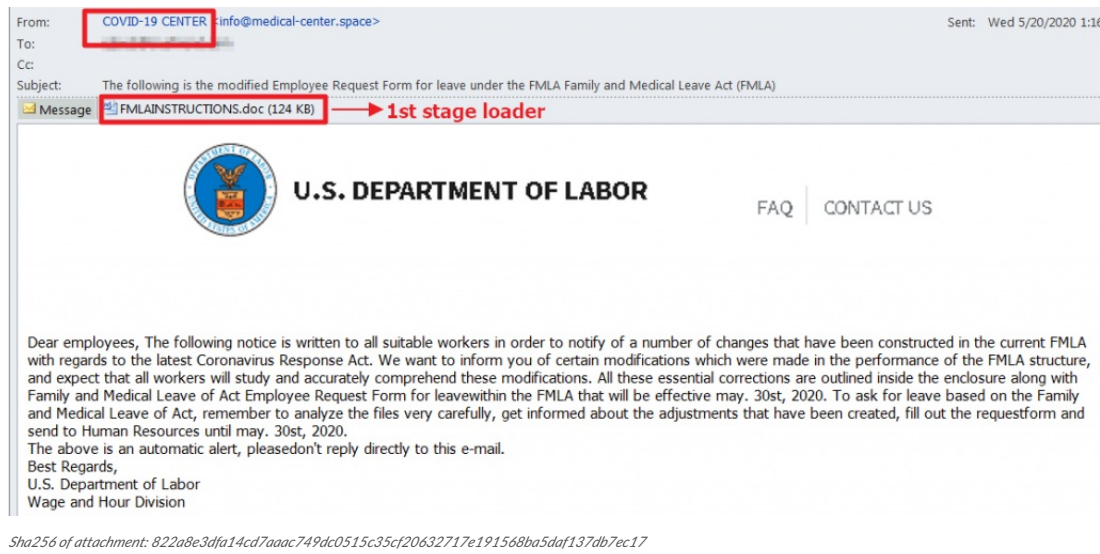 From: COVID-19 CENTER <info@medical-center.space> Sent: Wed 5/20/2020 1:16
To:
Cc:
Subject: The following is the modified Employee Request Form for leave under the FMLA Family and Medical Leave Act (FMLA)
Message FMLAINSTRUCTIONS.doc (124 KB) 1st stage loader
U.S. DEPARTMENT OF LABOR
FAQ CONTACT US
Dear employees, The following notice is written to all suitable workers in order to notify of a number of changes that have been constructed in the current FMLA
with regards to the latest Coronavirus Response Act. We want to inform you of certain modifications which were made in the performance of the FMLA structure,
and expect that all workers will study and accurately comprehend these modifications. All these essential corrections are outlined inside the enclosure along with
Family and Medical Leave of Act Employee Request Form for leavewithin the FMLA that will be effective may. 30st, 2020. To ask for leave based on the Family
and Medical Leave of Act, remember to analyze the files very carefully, get informed about the adjustments that have been created, fill out the requestform and
send to Human Resources until may. 30st, 2020.
The above is an automatic alert, pleasedon't reply directly to this e-mail.
Best Regards,
U.S. Department of Labor
Wage and Hour Division
Sha256 of attachment: 822a8e3dfa14cd7aaac749dc0515c35cf20632717e191568ba5daf137db7ec17